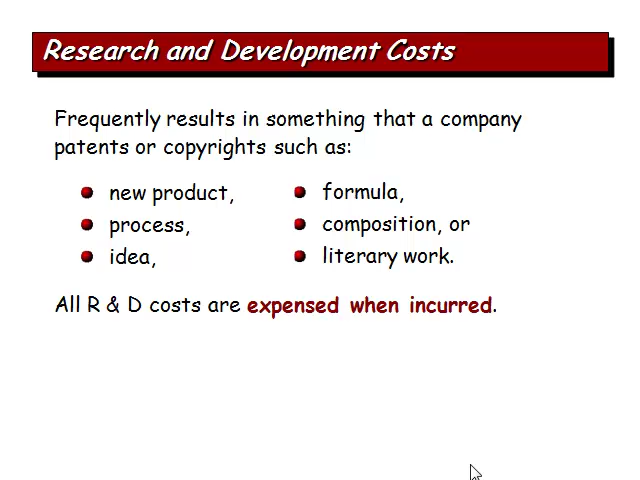 Research and Development Costs
Frequently results in something that a company
patents or copyrights such as:
new product,
process,
idea,
formula,
composition, or
literary work.
All R & D costs are expensed when incurred.